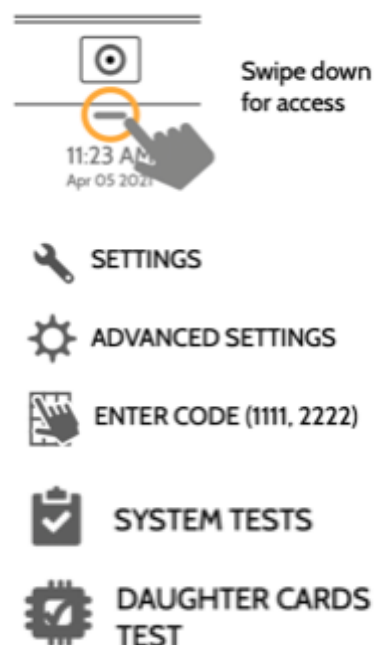 Swipe down
for access
11:23 AM
Apr 05 2021
SETTINGS
ADVANCED SETTINGS
ENTER CODE (1111, 2222)
SYSTEM TESTS
DAUGHTER CARDS
TEST